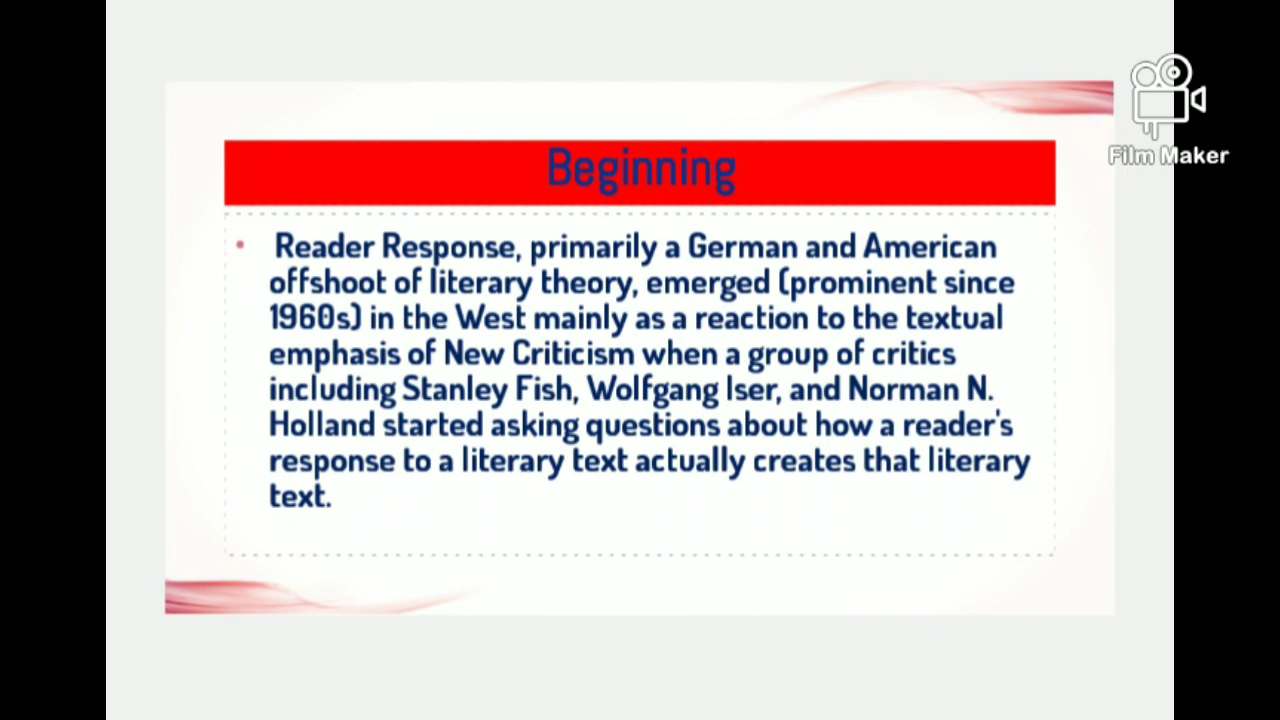 Film Maker
Beginning
• Reader Response, primarily a German and American
offshoot of literary theory, emerged (prominent since
1960s) in the West mainly as a reaction to the textual
emphasis of New Criticism when a group of critics
including Stanley Fish, Wolfgang Iser, and Norman N.
Holland started asking questions about how a reader's
response to a literary text actually creates that literary
text.